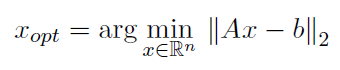 x_{opt} = arg min_{x∈ℝ^n} ‖Ax − b‖_2